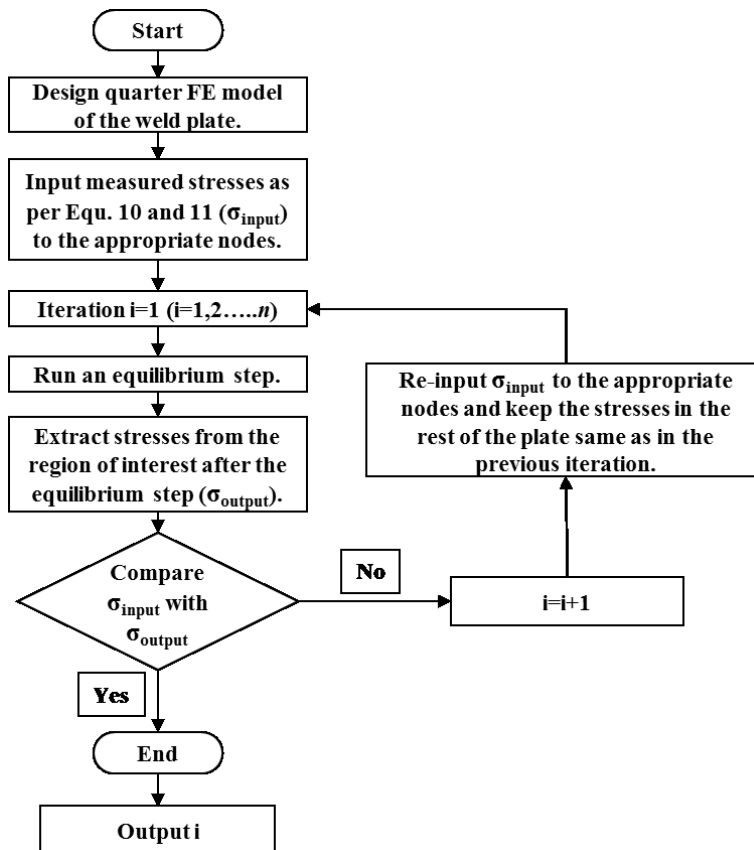 Start
Design quarter FE model
of the weld plate.
Input measured stresses as
per Equ. 10 and 11 (σinput)
to the appropriate nodes.
Iteration i=1 (i=1,2…..n)
Run an equilibrium step.
Extract stresses from the
region of interest after the
equilibrium step (σoutput).
Compare
σinput with
σoutput
No
i=i+1
Re-input σinput to the appropriate
nodes and keep the stresses in the
rest of the plate same as in the
previous iteration.
Yes
End
Output i